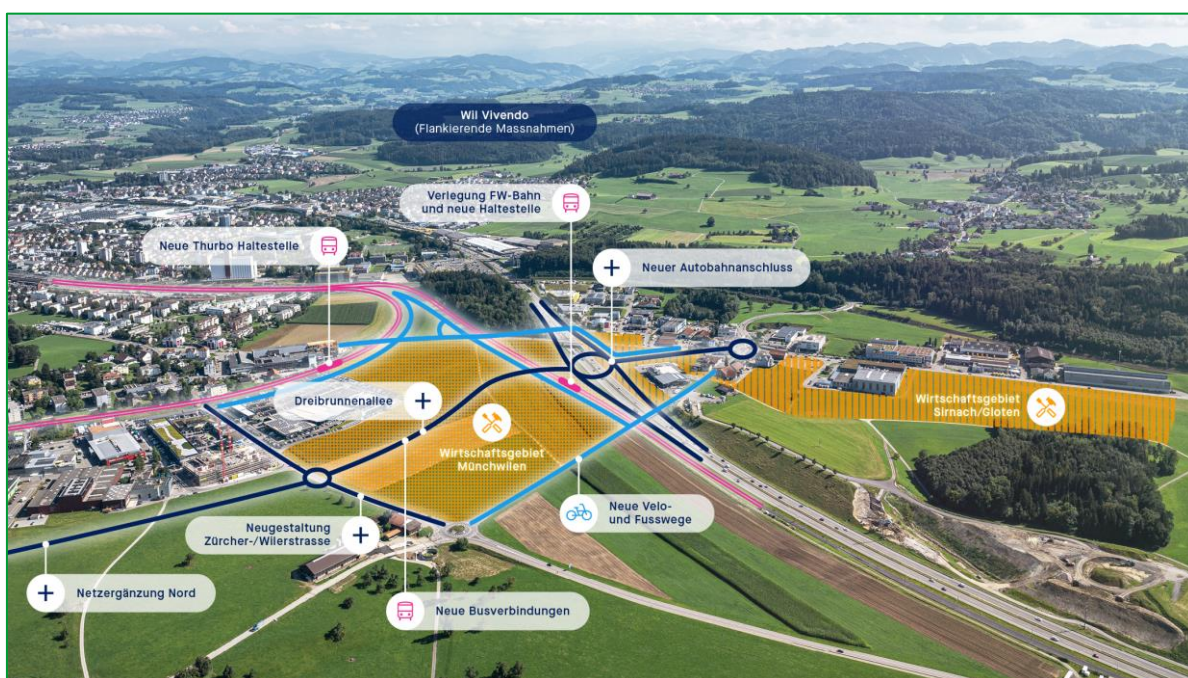 Wil Vivendo
(Flankierende Massnahmen)
Verlegung FW-Bahn
und neue Haltestelle
Neue Thurbo Haltestelle
Neuer Autobahnanschluss
Dreibrunnenallee
Wirtschaftsgebiet
Sirnach/Gloten
Wirtschaftsgebiet
Münchwilen
Neue Velo-
und Fusswege
Neugestaltung
Zürcher-/Wilerstrasse
Netzergänzung Nord
Neue Busverbindungen